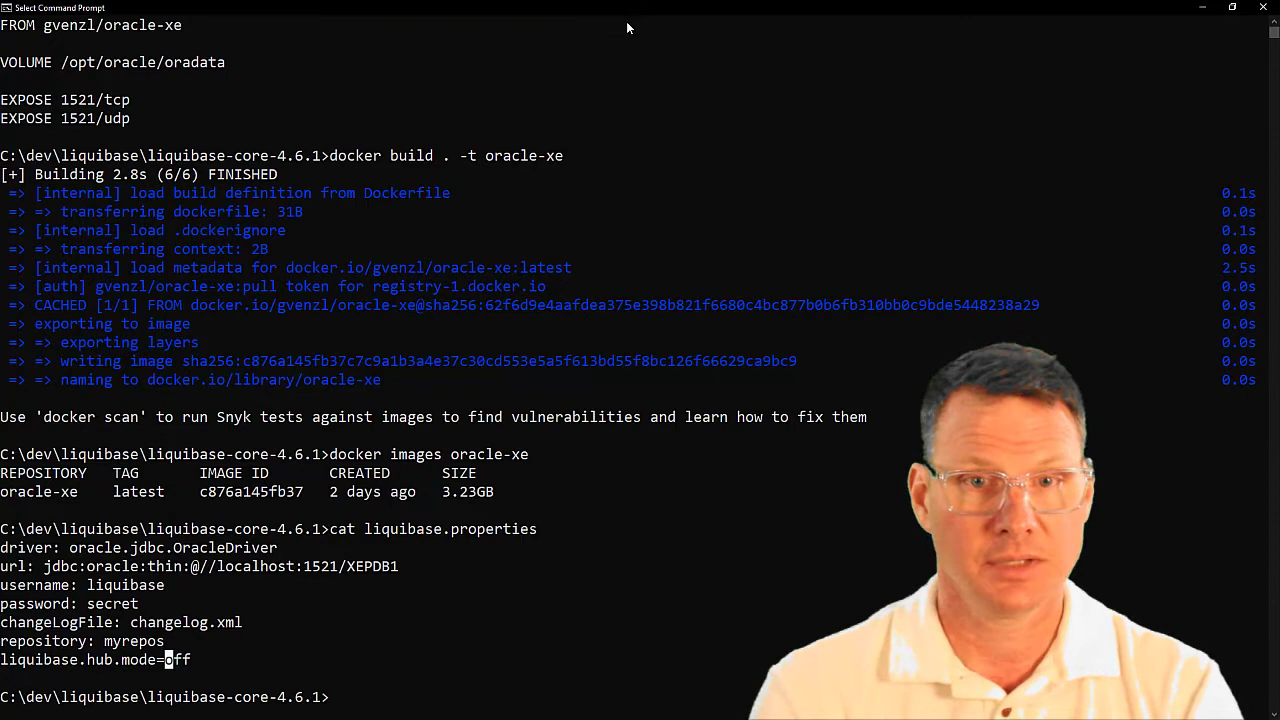 Select Command Prompt
FROM gvenzl/oracle-xe
VOLUME /opt/oracle/oradata
EXPOSE 1521/tcp
EXPOSE 1521/udp
C:\dev\liquibase\liquibase-core-4.6.1>docker build . -t oracle-xe
[+] Building 2.8s (6/6) FINISHED
=> [internal] load build definition from Dockerfile 0.1s
=> => transferring dockerfile: 31B 0.0s
=> [internal] load .dockerignore 0.1s
=> => transferring context: 2B 0.0s
=> [internal] load metadata for docker.io/gvenzl/oracle-xe:latest 2.5s
=> [auth] gvenzl/oracle-xe:pull token for registry-1.docker.io 0.0s
=> CACHED [1/1] FROM docker.io/gvenzl/oracle-xe@sha256:62f6d9e4aafdea375e398b821f6680c4bc877b0b6fb310bb0c9bde5448238a29 0.0s
=> exporting to image 0.0s
=> => exporting layers 0.0s
=> => writing image sha256:c876a145fb37c7c9a1b3a4e37c30cd553e5a5f613bd55f8bc126f66629ca9bc9 0.0s
=> => naming to docker.io/library/oracle-xe 0.0s
Use 'docker scan' to run Snyk tests against images to find vulnerabilities and learn how to fix them
C:\dev\liquibase\liquibase-core-4.6.1>docker images oracle-xe
REPOSITORY TAG IMAGE ID CREATED SIZE
oracle-xe latest c876a145fb37 2 days ago 3.23GB
C:\dev\liquibase\liquibase-core-4.6.1>cat liquibase.properties
driver: oracle.jdbc.OracleDriver
url: jdbc:oracle:thin:@//localhost:1521/XEPDB1
username: liquibase
password: secret
changeLogFile: changelog.xml
repository: myrepos
liquibase.hub.mode=off
C:\dev\liquibase\liquibase-core-4.6.1>